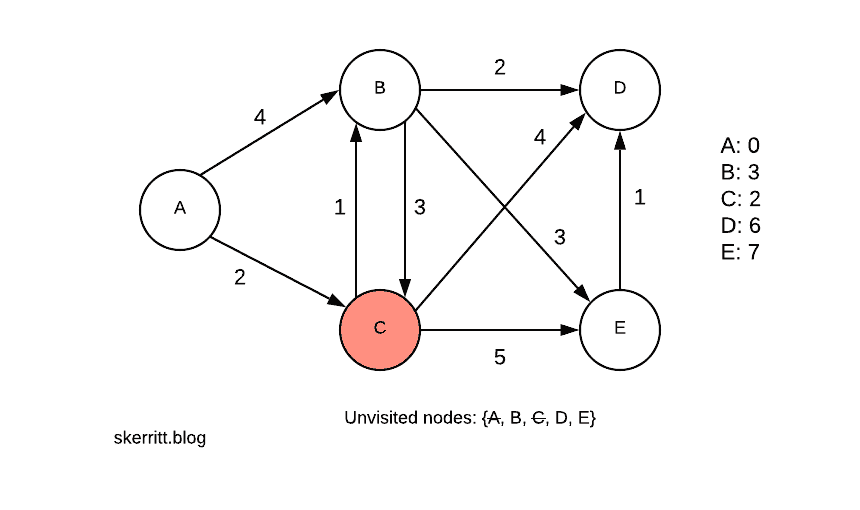 2
B
D
4
4
A: 0
B: 3
C: 2
D: 6
E: 7
A
1
3
1
3
2
C
E
5
Unvisited nodes: {A, B, C, D, E}
skerritt.blog